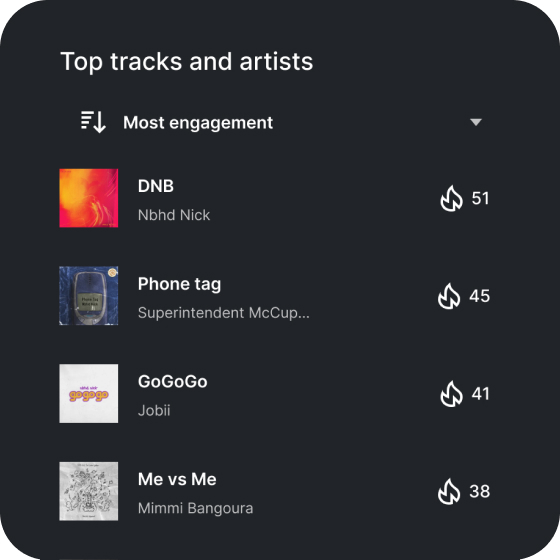 Top tracks and artists
Most engagement
DNB
Nbhd Nick
51
Phone tag
Superintendent McCup...
45
gogogo
GoGoGo
Jobii
41
Me vs Me
Mimmi Bangoura
38